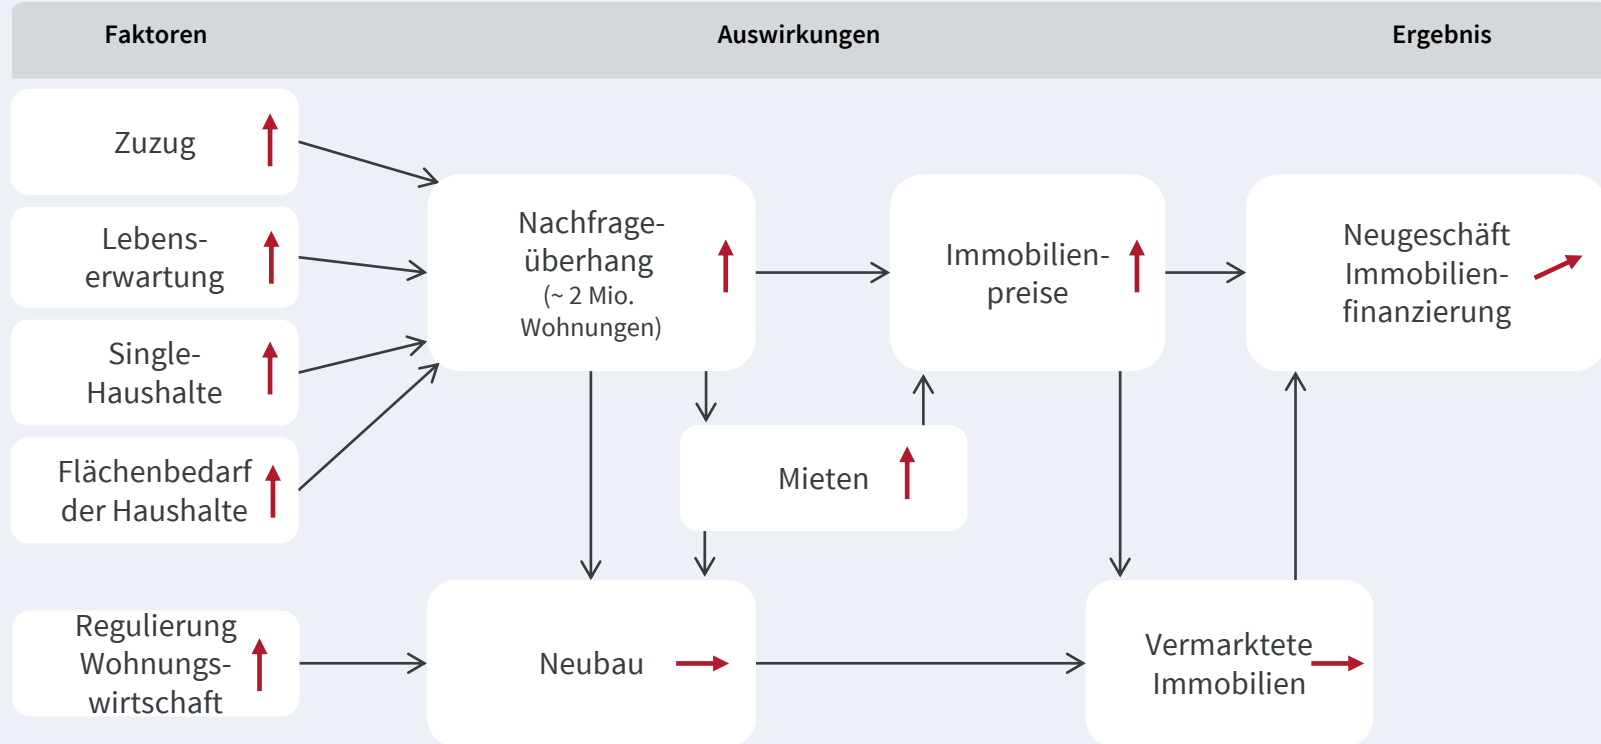 Faktoren
Auswirkungen
Ergebnis
Zuzug
Lebens-
erwartung
Single-
Haushalte
Flächenbedarf
der Haushalte
Regulierung
Wohnungs-
wirtschaft
Nachfrage-
überhang
(~ 2 Mio.
Wohnungen)
Immobilien-
preise
Mieten
Neubau
Neugeschäft
Immobilien-
finanzierung
Vermarktete
Immobilien